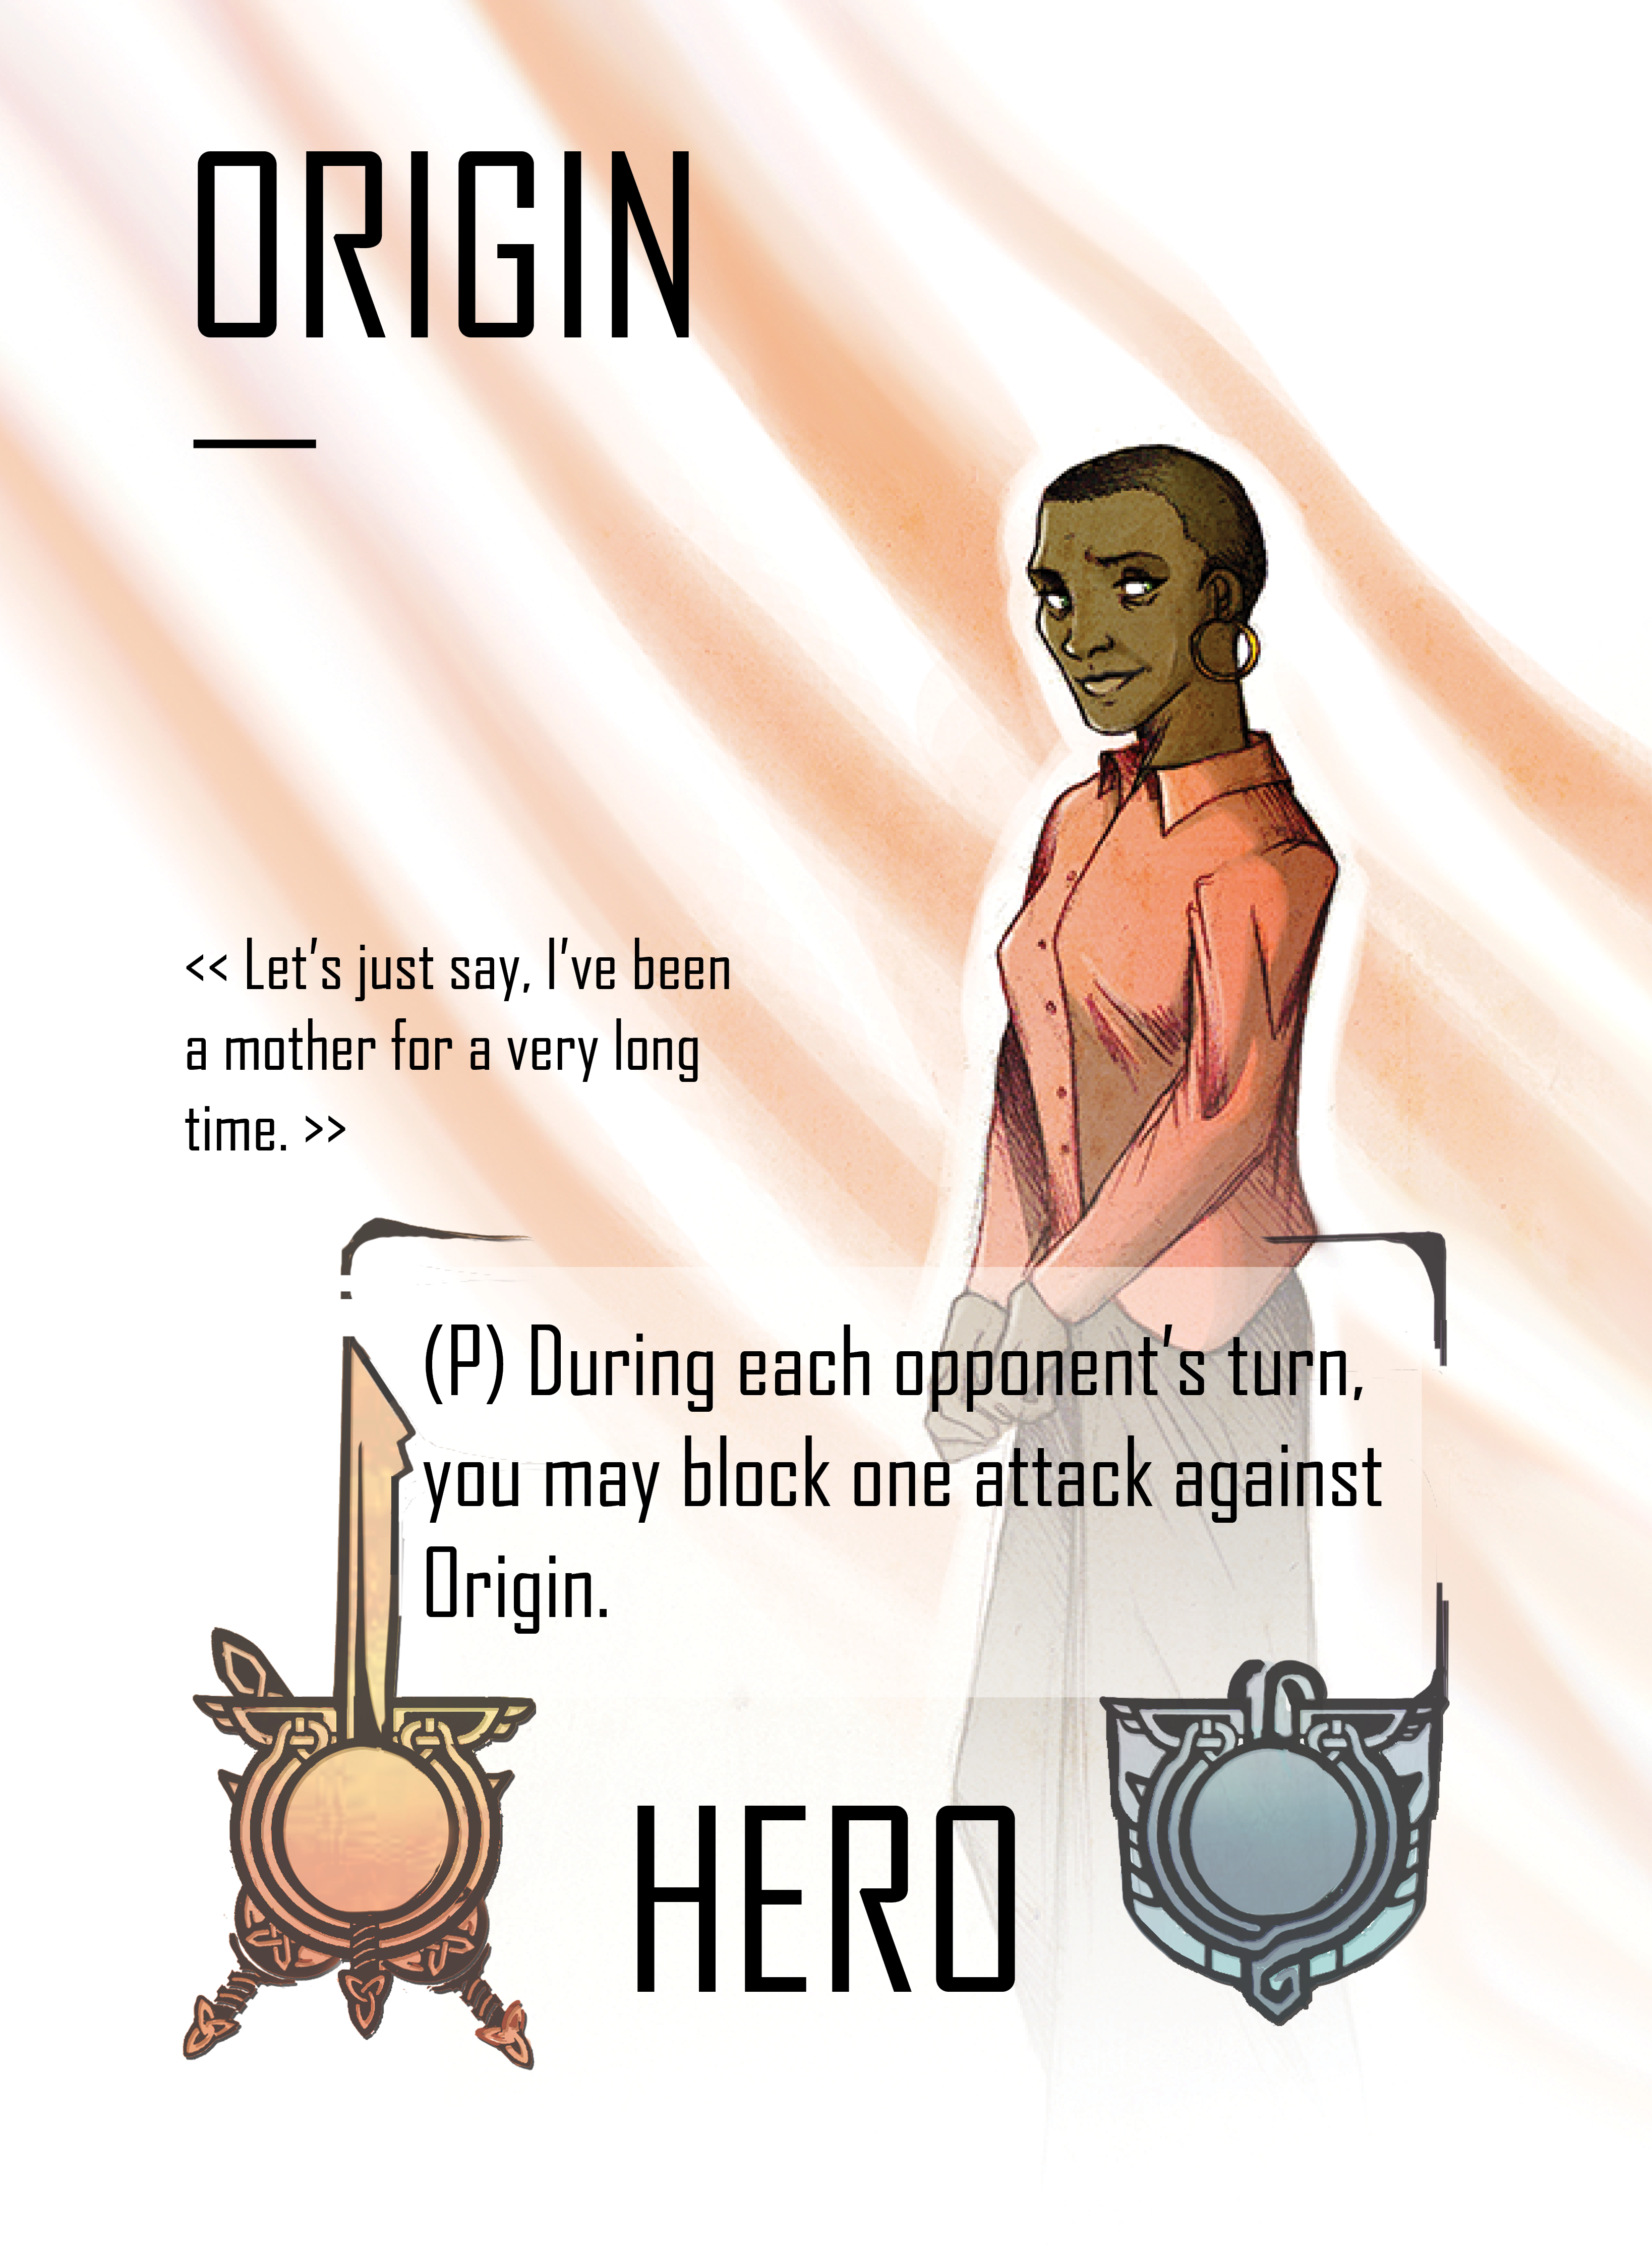 ORIGIN
<< Let's just say, I've been
a mother for a very long
time. >>
(P) During each opponent's turn,
you may block one attack against
Origin.
HERO